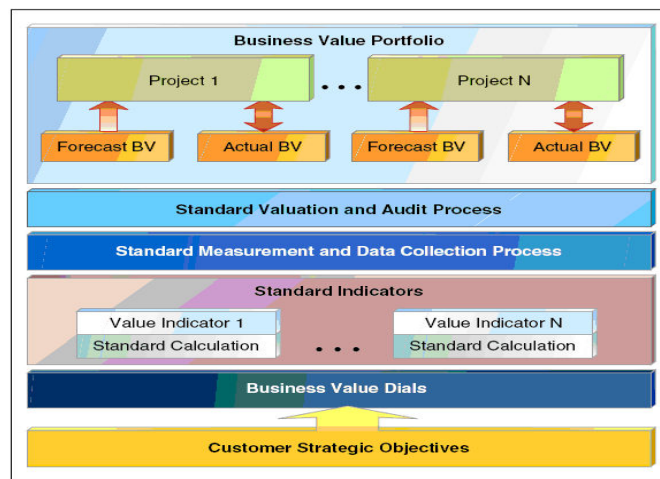 Business Value Portfolio
Project 1
...
Project N
Forecast BV
Actual BV
Forecast BV
Actual BV
Standard Valuation and Audit Process
Standard Measurement and Data Collection Process
Standard Indicators
Value Indicator 1
Standard Calculation
...
Value Indicator N
Standard Calculation
Business Value Dials
Customer Strategic Objectives